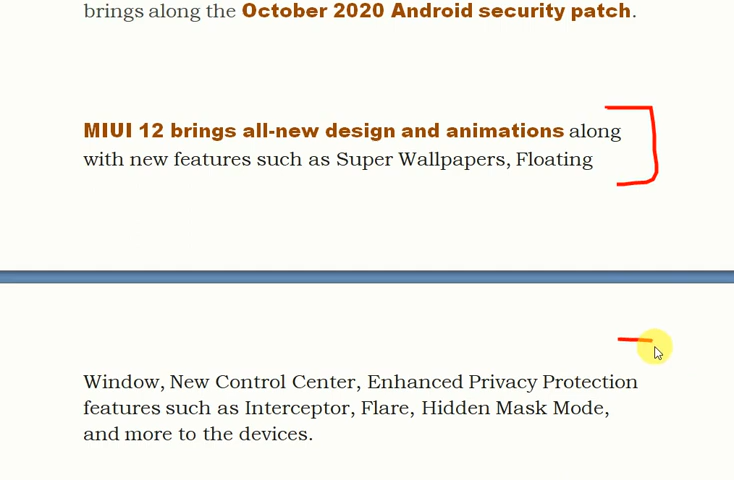 brings along the October 2020 Android security patch.
MIUI 12 brings all-new design and animations along
with new features such as Super Wallpapers, Floating
Window, New Control Center, Enhanced Privacy Protection
features such as Interceptor, Flare, Hidden Mask Mode,
and more to the devices.